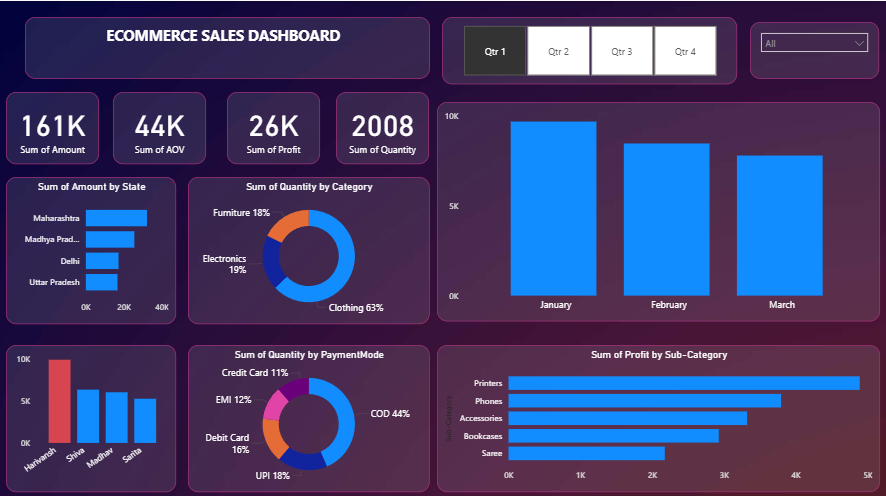 ECOMMERCE SALES DASHBOARD
Qtr 1 Qtr 2 Qtr 3 Qtr 4
All
161K
Sum of Amount
44K
Sum of AOV
26K
Sum of Profit
2008
Sum of Quantity
10K
5K
0K
January February March
Sum of Amount by State
Maharashtra
Madhya Prad...
Delhi
Uttar Pradesh
0K 20K 40K
Sum of Quantity by Category
Furniture 18%
Electronics
19%
Clothing 63%
10K
5K
0K
Harivansh Shiva Madhav Sarita
Sum of Quantity by PaymentMode
Credit Card 11%
EMI 12%
COD 44%
Debit Card
16%
UPI 18%
Sum of Profit by Sub-Category
Sub-Category
Printers
Phones
Accessories
Bookcases
Saree
0K 1K 2K 3K 4K 5K